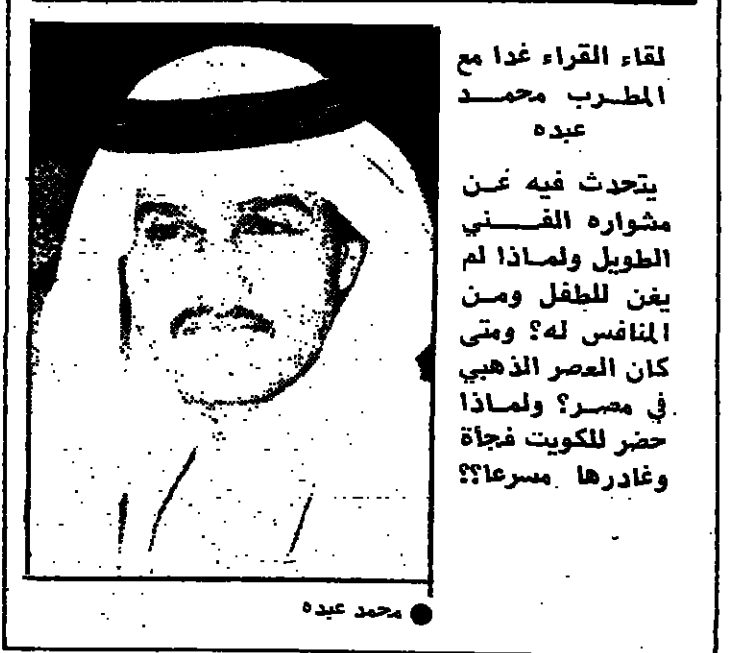 لقاء القراء غدا مع
المطرب محمد
عبده
يتحدث فيه عن
مشواره الفني
الطويل ولماذا لم
يغن للطفل ومن
المنافس له؟ ومتى
كان العصر الذهبي
في مصر؟ ولماذا
حضر للكويت فجأة
وغادرها مسرعا؟؟
● محمد عبده